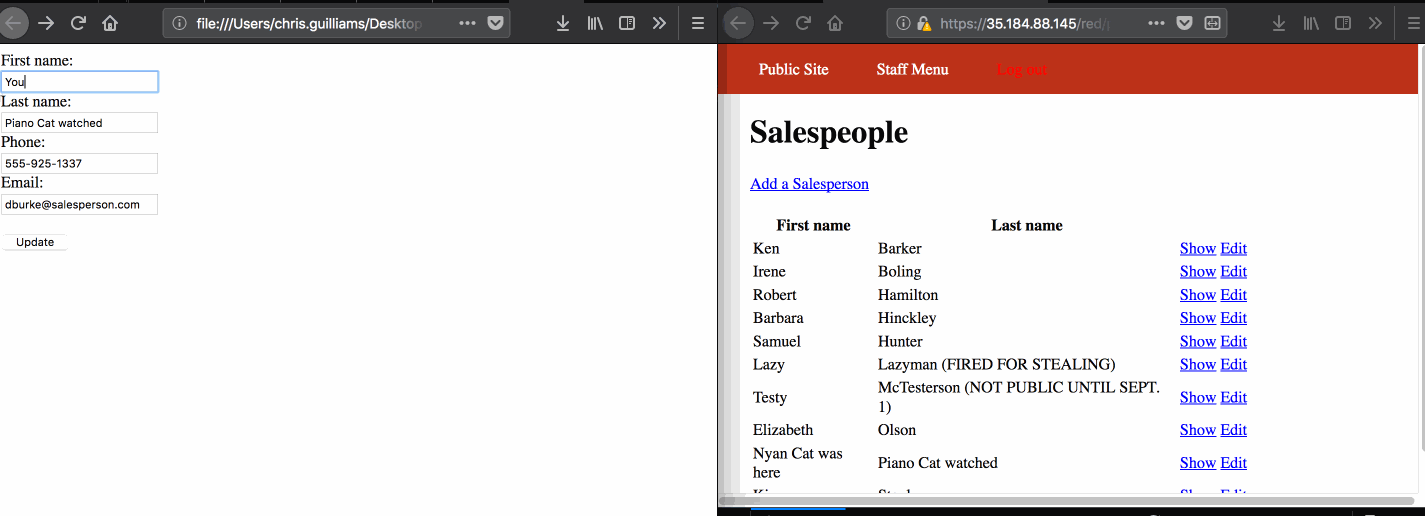 file:///Users/chris.guilliams/Desktop
First name:
You
Last name:
Piano Cat watched
Phone:
555-925-1337
Email:
dburke@salesperson.com
Update
https://35.184.88.145/red/
Public Site Staff Menu Log out
Salespeople
Add a Salesperson
First name Last name
Ken Barker Show Edit
Irene Boling Show Edit
Robert Hamilton Show Edit
Barbara Hinckley Show Edit
Samuel Hunter Show Edit
Lazy Lazyman (FIRED FOR STEALING) Show Edit
Testy McTesterson (NOT PUBLIC UNTIL SEPT. 1) Show Edit
Elizabeth Olson Show Edit
Nyan Cat was here Piano Cat watched Show Edit